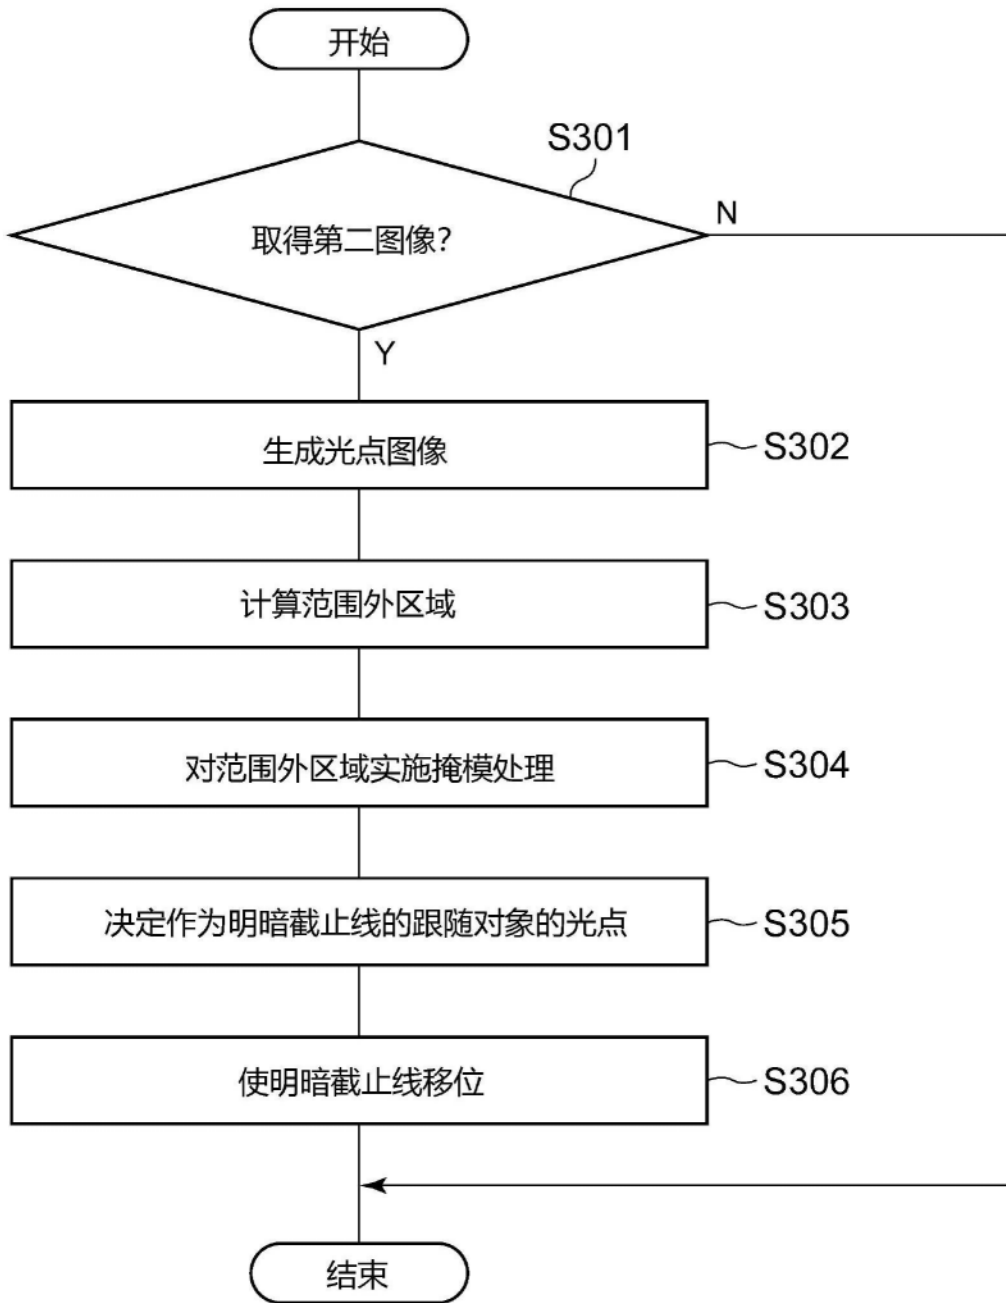 开始
S301
取得第二图像?
N
Y
生成光点图像
S302
计算范围外区域
S303
对范围外区域实施掩模处理
S304
决定作为明暗截止线的跟随对象的光点
S305
使明暗截止线移位
S306
结束